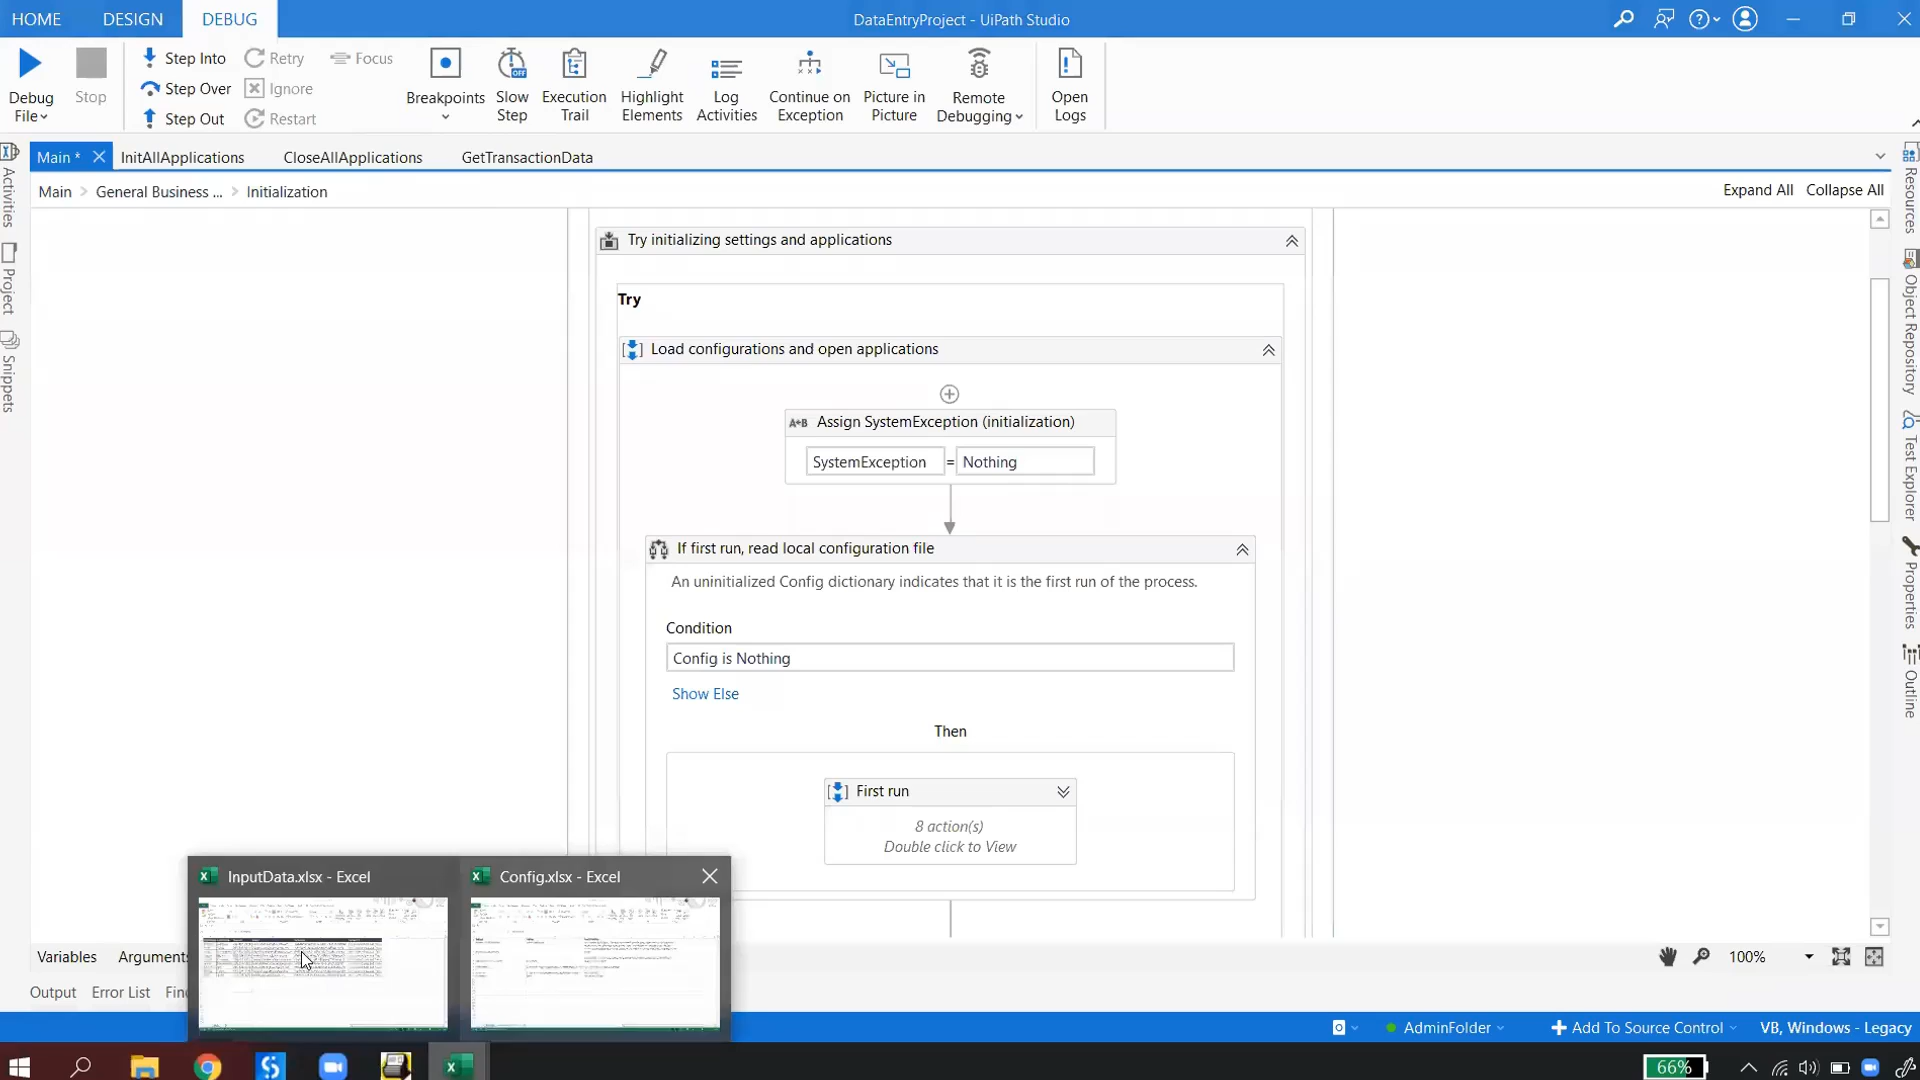 HOME DESIGN DEBUG DataEntryProject - UiPath Studio
Debug File
Stop
Step Into
Step Over
Step Out
Retry
Ignore
Restart
Focus
Breakpoints
Slow Step
Execution Trail
Highlight Elements
Log Activities
Continue on Exception
Picture in Picture
Remote Debugging
Open Logs
Main * InitAllApplications CloseAllApplications GetTransactionData
Main > General Business ... > Initialization
Expand All Collapse All
Activities
Project
Snippets
Try initializing settings and applications
Try
Load configurations and open applications
A+B Assign SystemException (initialization)
SystemException = Nothing
If first run, read local configuration file
An uninitialized Config dictionary indicates that it is the first run of the process.
Condition
Config is Nothing
Show Else
Then
First run
8 action(s)
Double click to View
Resources
Object Repository
Test Explorer
Properties
Outline
InputData.xlsx - Excel
Config.xlsx - Excel
Variables Arguments
100%
Output Error List Fin
AdminFolder
Add To Source Control
VB, Windows - Legacy
66%